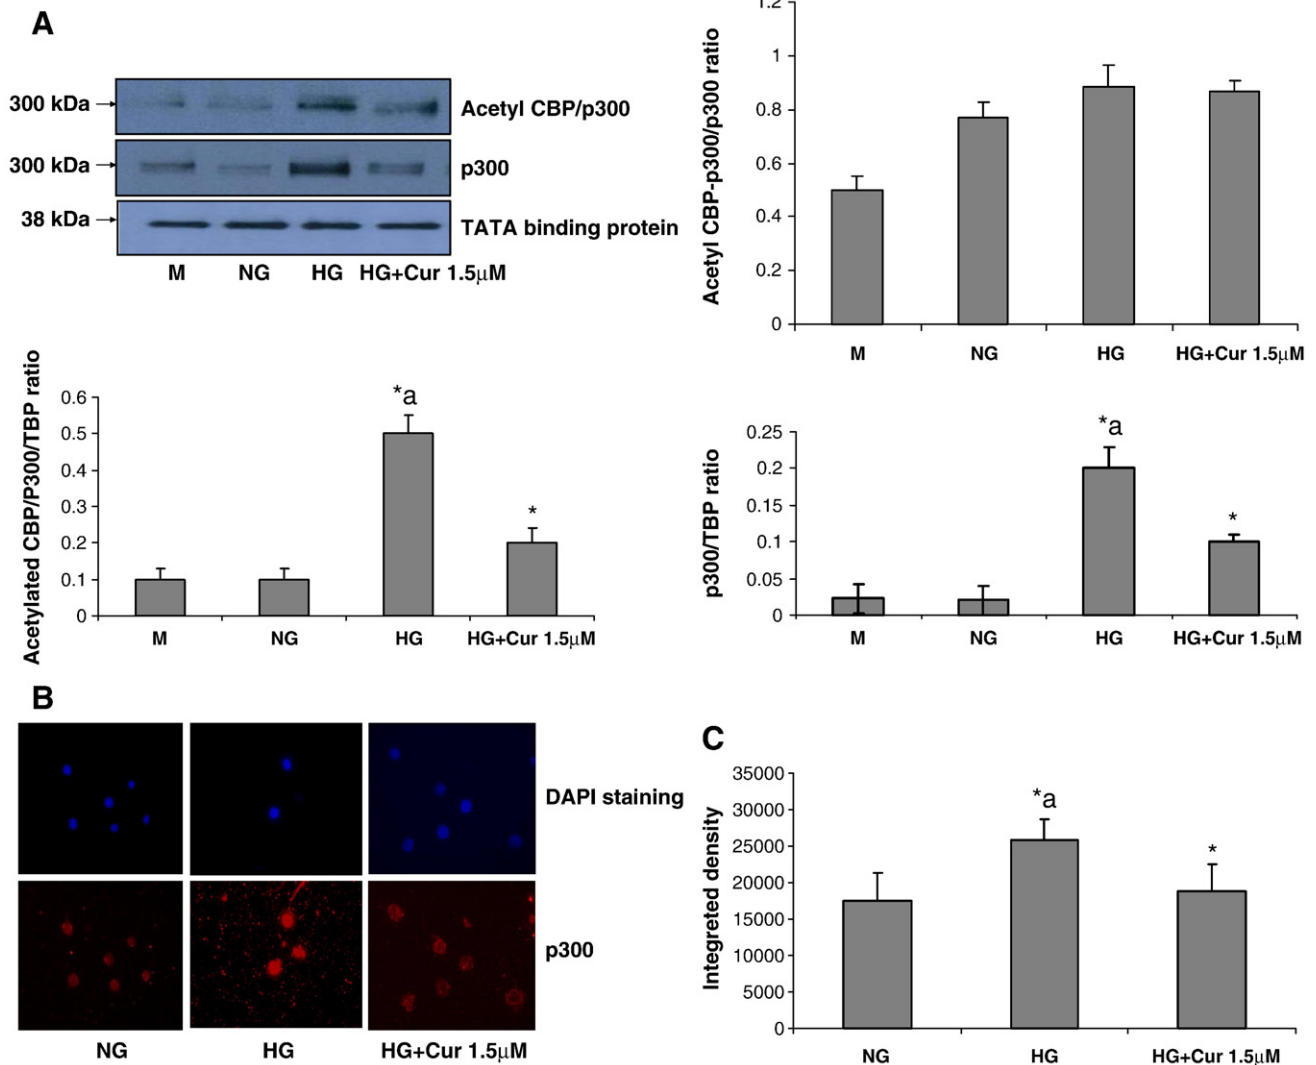 A
300 kDa
Acetyl CBP/p300
300 kDa
p300
38 kDa
TATA binding protein
M NG HG HG+Cur 1.5µM
Acetyl CBP-p300/p300 ratio
1.2
1
0.8
0.6
0.4
0.2
0
M NG HG HG+Cur 1.5µM
Acetylated CBP/P300/TBP ratio
0.6
0.5
0.4
0.3
0.2
0.1
0
*a
*
M NG HG HG+Cur 1.5µM
p300/TBP ratio
0.25
0.2
0.15
0.1
0.05
0
*a
*
M NG HG HG+Cur 1.5µM
B
DAPI staining
p300
NG HG HG+Cur 1.5µM
C
Integreted density
35000
30000
25000
20000
15000
10000
5000
0
*a
*
NG HG HG+Cur 1.5µM